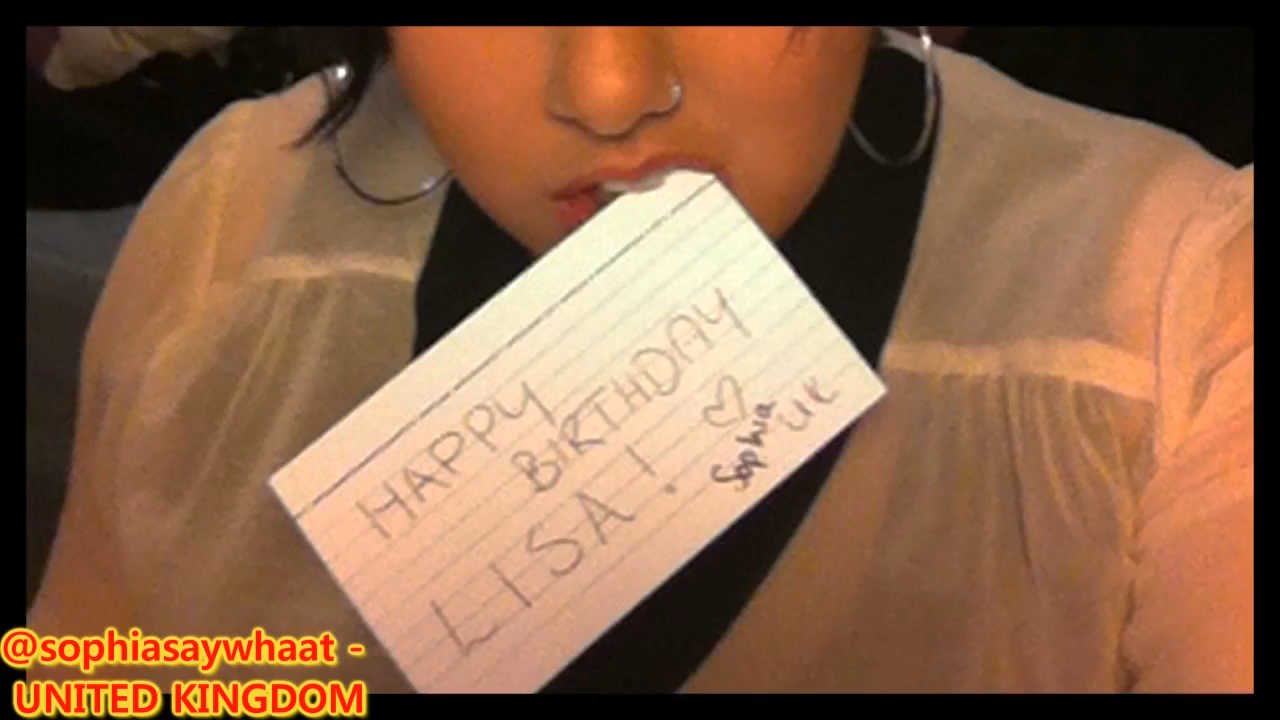 HAPPY
BIRTHDAY
LISA!
♡
Sophia
UK
@sophiasaywhaat -
UNITED KINGDOM